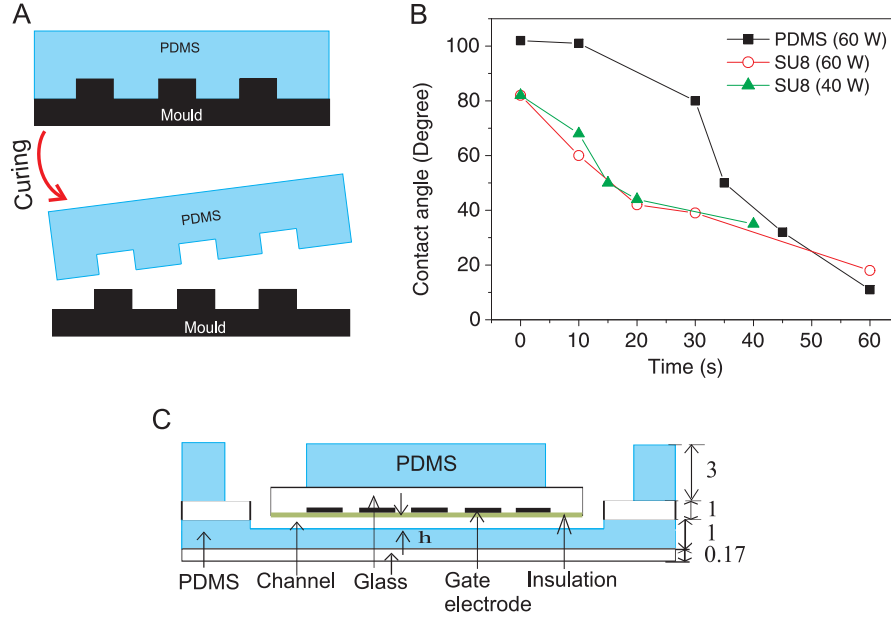 A
PDMS
Mould
Curing
PDMS
Mould
B
PDMS (60 W)
SU8 (60 W)
SU8 (40 W)
100
80
60
40
20
0
Contact angle (Degree)
0 10 20 30 40 50 60
Time (s)
C
PDMS
3
1
1
0.17
h
PDMS
Channel
Glass
Gate
electrode
Insulation